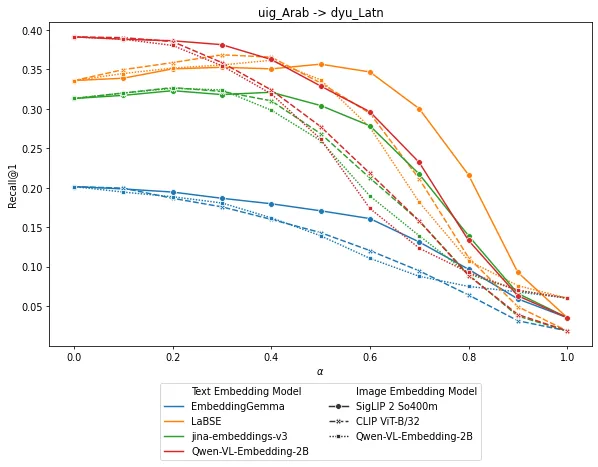 uig_Arab -> dyu_Latn
Recall@1
0.40
0.35
0.30
0.25
0.20
0.15
0.10
0.05
0.0 0.2 0.4 0.6 0.8 1.0
α
Text Embedding Model
EmbeddingGemma
LaBSE
jina-embeddings-v3
Qwen-VL-Embedding-2B
Image Embedding Model
SigLIP 2 So400m
CLIP ViT-B/32
Qwen-VL-Embedding-2B